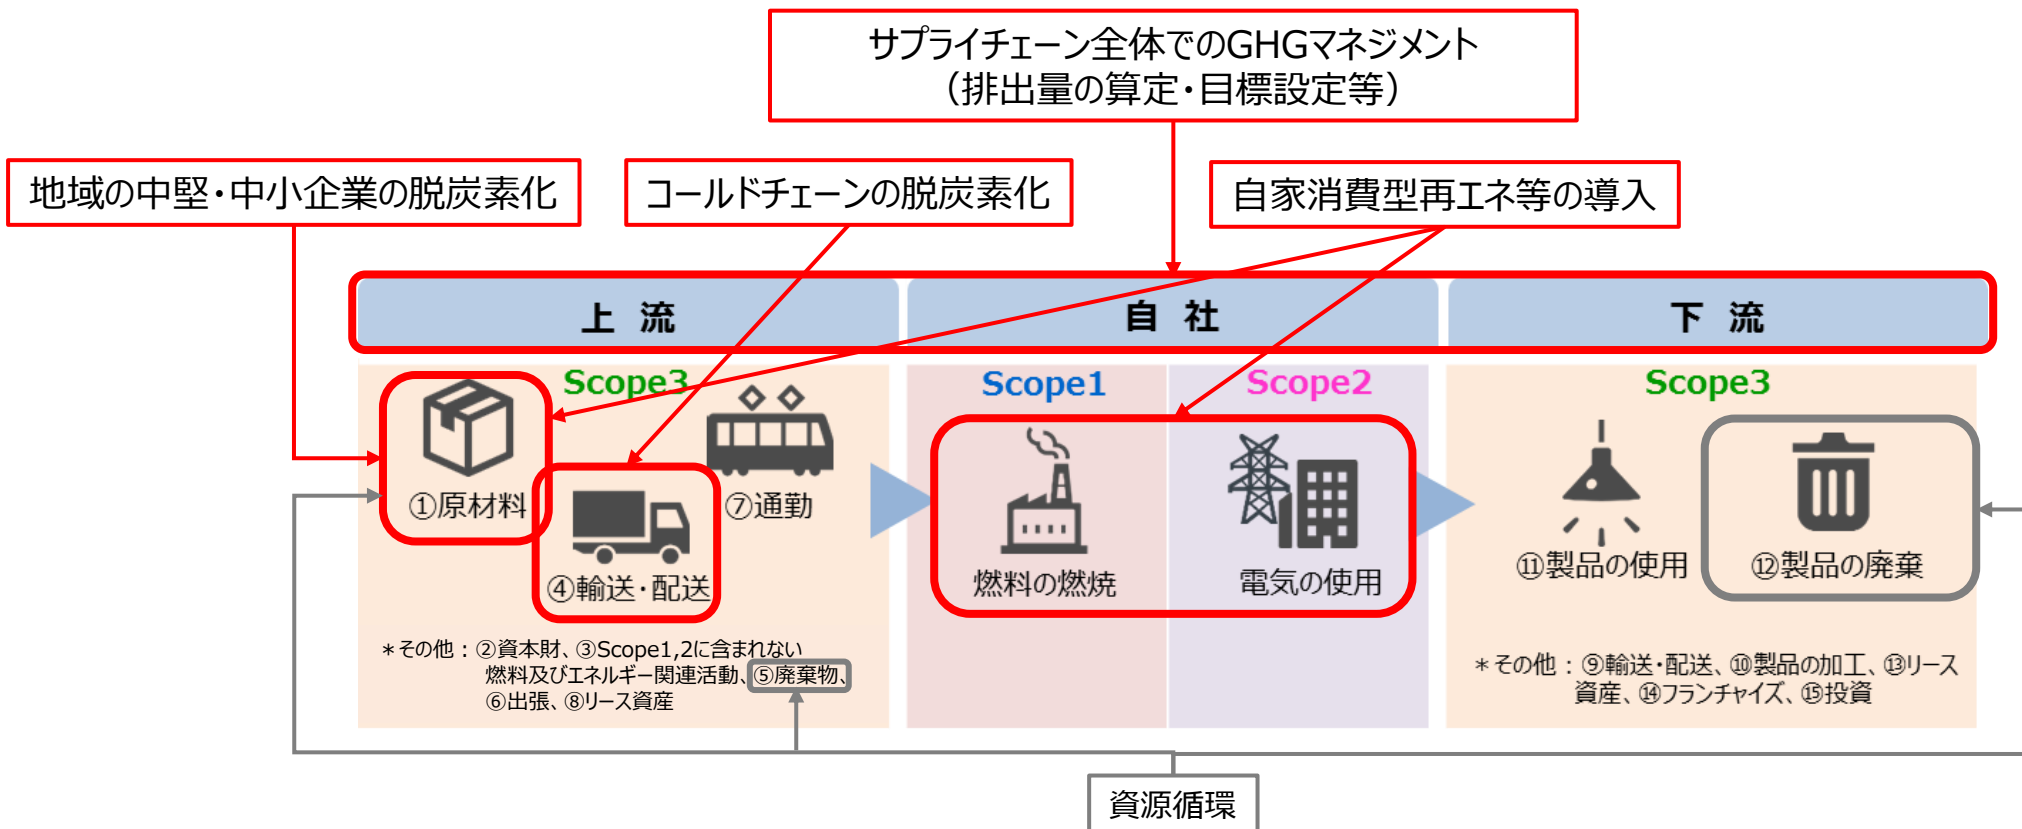 サプライチェーン全体でのGHGマネジメント
（排出量の算定・目標設定等）
地域の中堅・中小企業の脱炭素化
コールドチェーンの脱炭素化
自家消費型再エネ等の導入
上 流
自 社
下 流
Scope3
Scope1
Scope2
Scope3
①原材料
④輸送・配送
⑦通勤
燃料の燃焼
電気の使用
⑪製品の使用
⑫製品の廃棄
＊その他：②資本財、③Scope1,2に含まれない
燃料及びエネルギー関連活動、⑤廃棄物、
⑥出張、⑧リース資産
＊その他：⑨輸送・配送、⑩製品の加工、⑬リース
資産、⑭フランチャイズ、⑮投資
資源循環